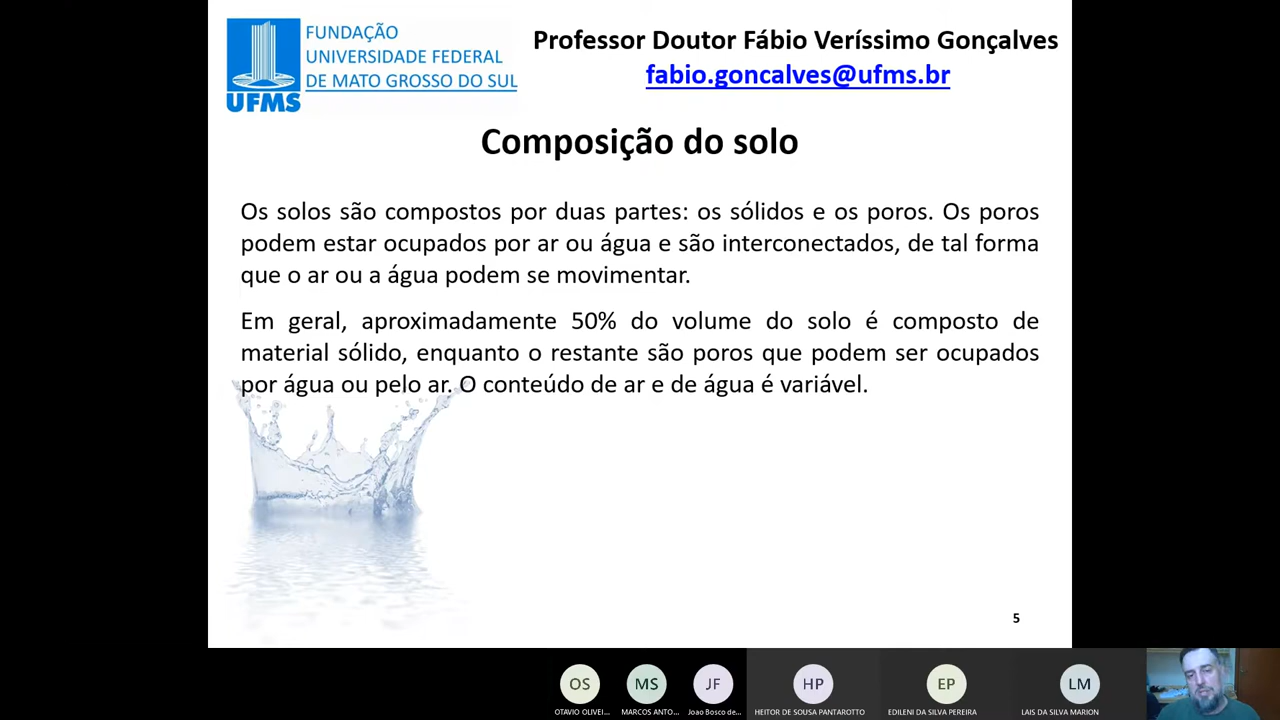 FUNDAÇÃO
UNIVERSIDADE FEDERAL
DE MATO GROSSO DO SUL
UFMS
Professor Doutor Fábio Veríssimo Gonçalves
fabio.goncalves@ufms.br
Composição do solo
Os solos são compostos por duas partes: os sólidos e os poros. Os poros
podem estar ocupados por ar ou água e são interconectados, de tal forma
que o ar ou a água podem se movimentar.
Em geral, aproximadamente 50% do volume do solo é composto de
material sólido, enquanto o restante são poros que podem ser ocupados
por água ou pelo ar. O conteúdo de ar e de água é variável.
5
OS
MS
JF
HP
EP
LM
OTAVIO OLIVEI...
MARCOS ANTO...
Joao Bosco de...
HEITOR DE SOUSA PANTAROTTO
EDILENI DA SILVA PEREIRA
LAIS DA SILVA MARION